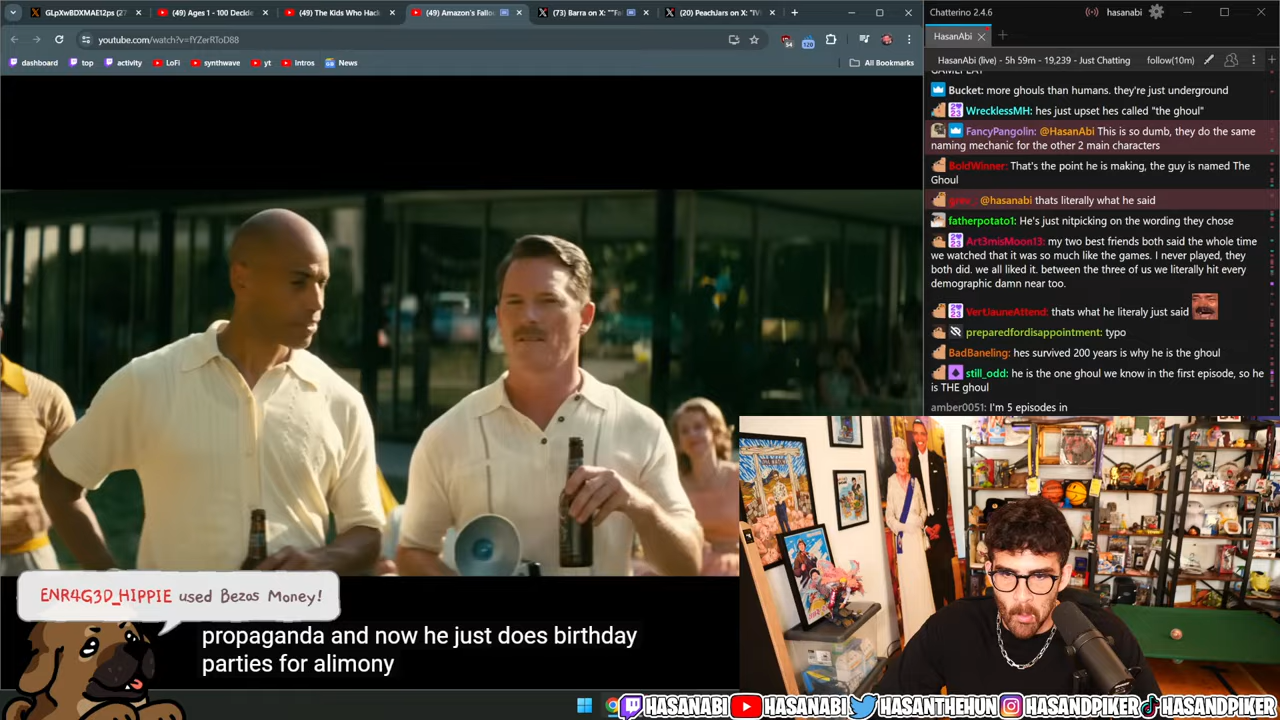 GLpXwBDXMAE12ps (2
(49) Ages 1 - 100 Decide
(49) The Kids Who Hac
(49) Amazon's Fallo
(73) Barra on X: ""Fal
(20) PeachJars on X: "IV
youtube.com/watch?v=fYZerRToD88
54
120
dashboard
top
activity
LoFi
synthwave
yt
Intros
News
All Bookmarks
Chatterino 2.4.6
hasanabi
HasanAbi
HasanAbi (live) - 5h 59m - 19,239 - Just Chatting
follow(10m)
GAMEPLAY
Bucket: more ghouls than humans. they're just underground
WrecklessMH: hes just upset hes called "the ghoul"
FancyPangolin: @HasanAbi This is so dumb, they do the same
naming mechanic for the other 2 main characters
BoldWinner: That's the point he is making, the guy is named The
Ghoul
@hasanabi thats literally what he said
fatherpotato1: He's just nitpicking on the wording they chose
Art3misMoon13: my two best friends both said the whole time
we watched that it was so much like the games. I never played, they
both did. we all liked it. between the three of us we literally hit every
demographic damn near too.
VertJauneAttend: thats what he literaly just said
preparedfordisappointment: typo
BadBaneling: hes survived 200 years is why he is the ghoul
still_odd: he is the one ghoul we know in the first episode, so he
is THE ghoul
amber0051: I'm 5 episodes in
ENR4G3D_HIPPIE used Bezos Money!
propaganda and now he just does birthday
parties for alimony
HASANABI
HASANABI
HASANTHEHUN
HASANDPIKER
HASANDPIKER